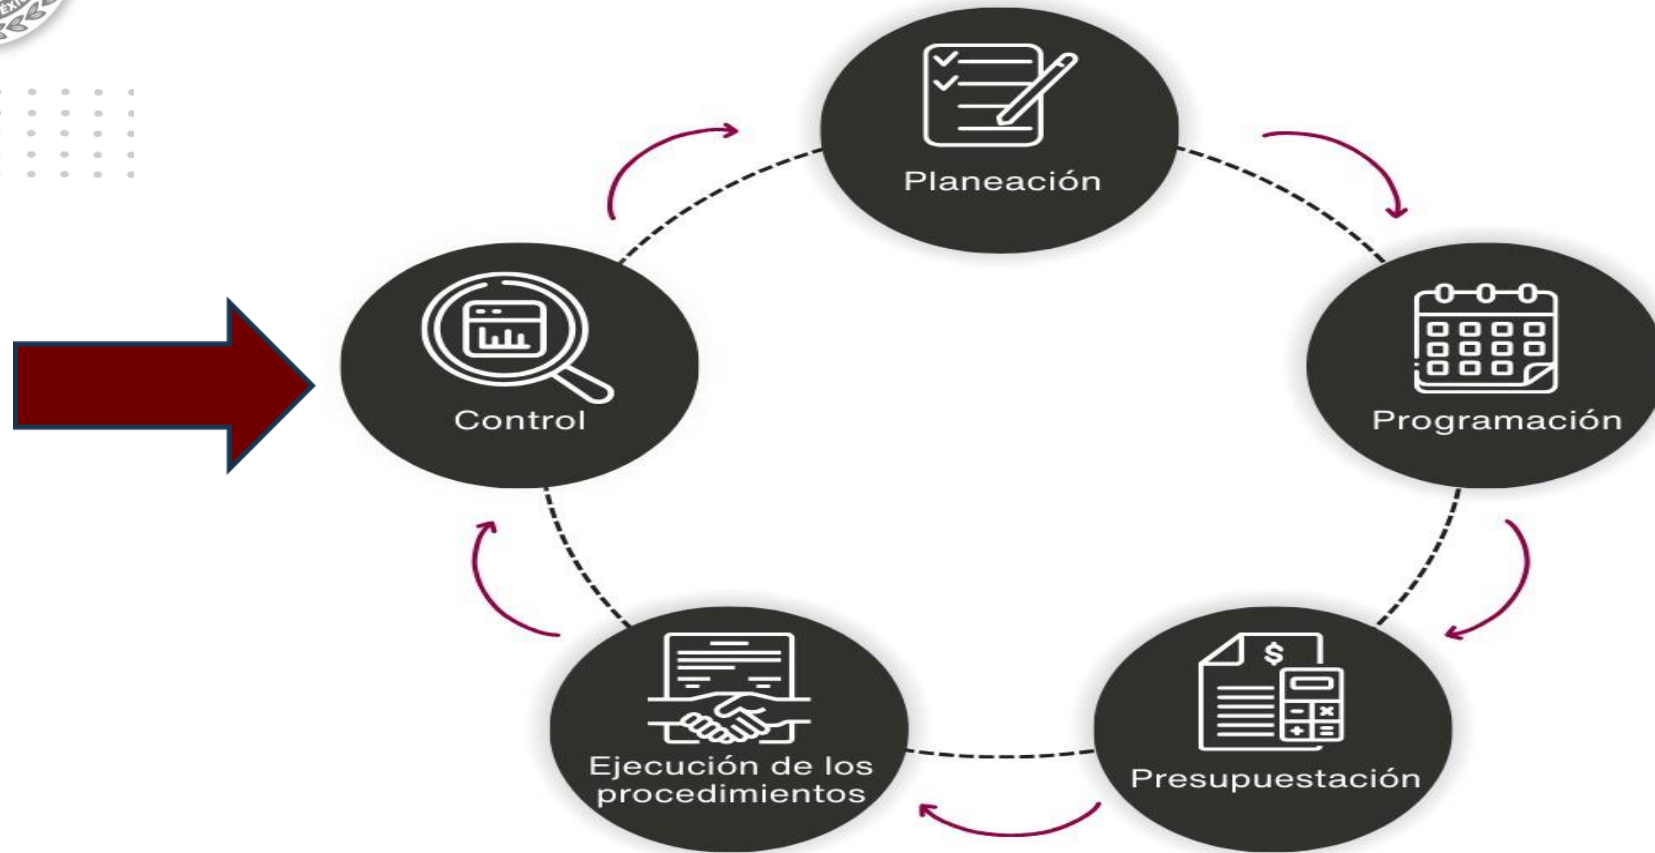 Planeación
Control
Programación
$
Ejecución de los
procedimientos
Presupuestación